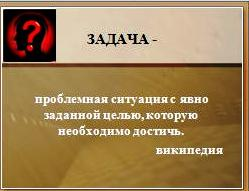 ЗАДАЧА -
проблемная ситуация с явно
заданной целью, которую
необходимо достичь.
википедия